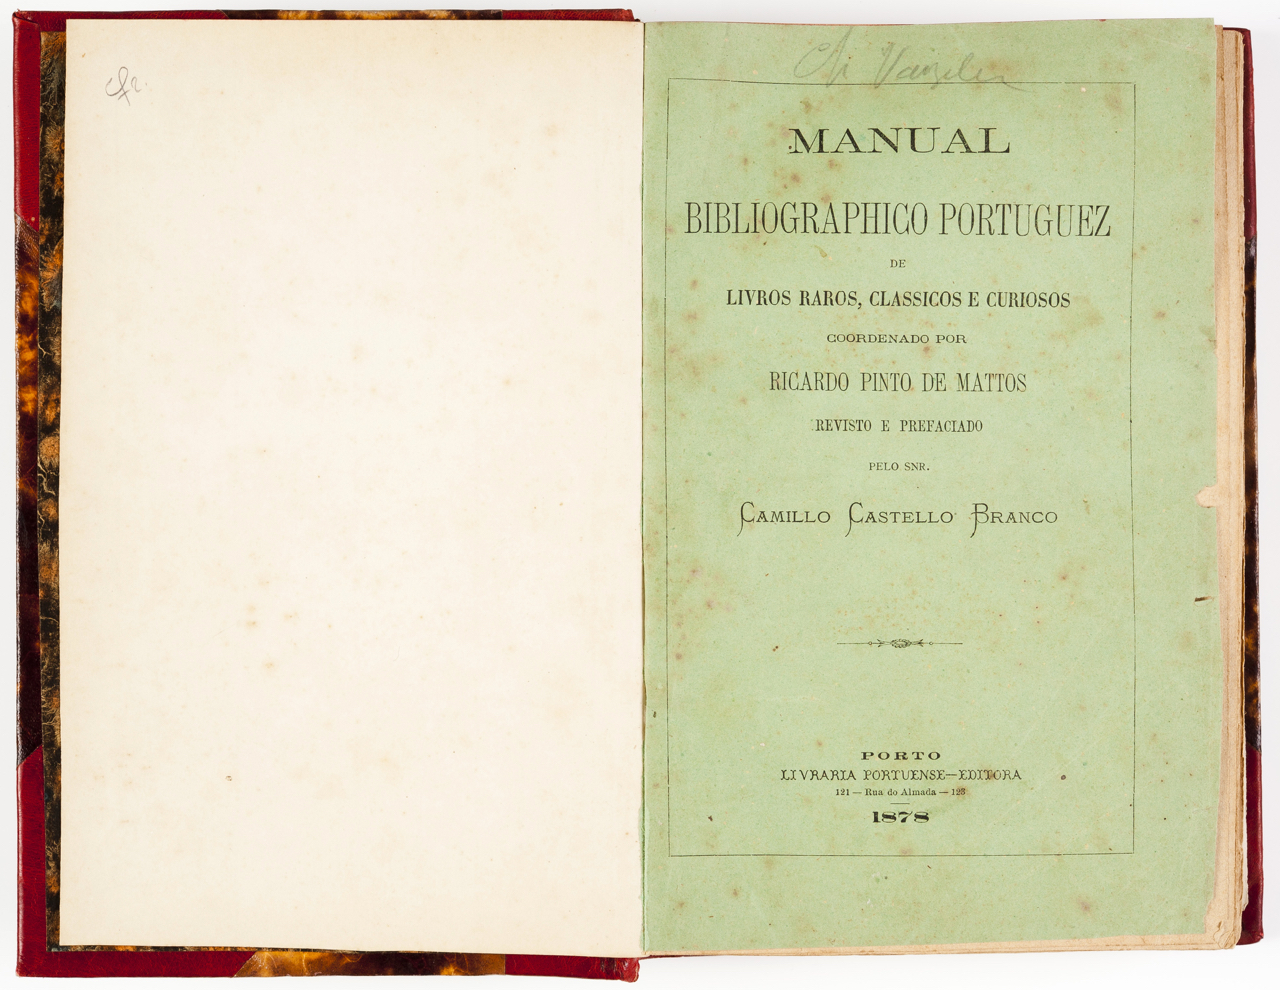 MANUAL
BIBLIOGRAPHICO PORTUGUEZ
DE
LIVROS RAROS, CLASSICOS E CURIOSOS
COORDENADO POR
RICARDO PINTO DE MATTOS
REVISTO E PREFACIADO
PELO SNR.
CAMILLO CASTELLO BRANCO
PORTO
LIVRARIA PORTUENSE—EDITORA
121 — Rua do Almada — 123
1878